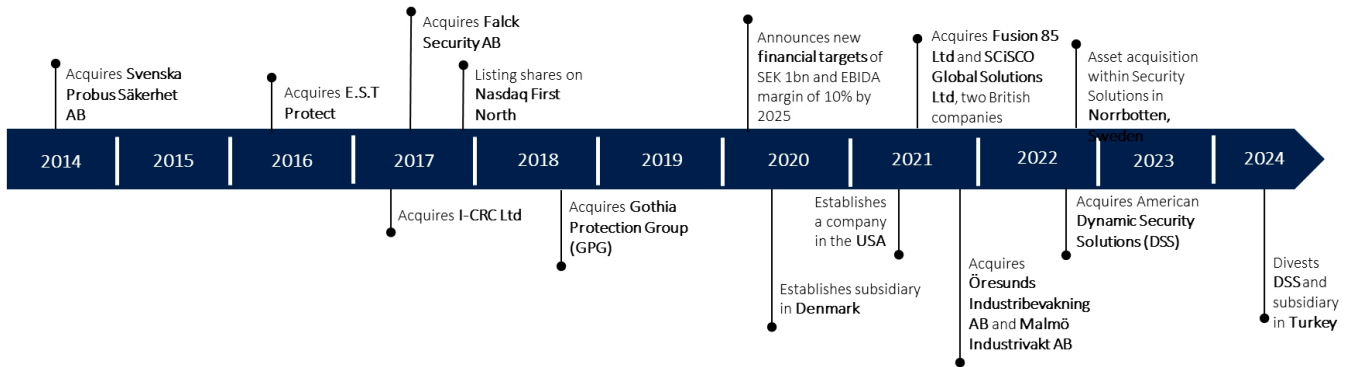 Acquires Svenska
Probus Säkerhet
AB
Acquires E.S.T
Protect
Acquires Falck
Security AB
Listing shares on
Nasdaq First
North
Announces new
financial targets of
SEK 1bn and EBIDA
margin of 10% by
2025
Acquires Fusion 85
Ltd and SCiSCO
Global Solutions
Ltd, two British
companies
Asset acquisition
within Security
Solutions in
Norrbotten,
Sweden
2014
2015
2016
2017
2018
2019
2020
2021
2022
2023
2024
Acquires I-CRC Ltd
Acquires Gothia
Protection Group
(GPG)
Establishes subsidiary
in Denmark
Establishes
a company
in the USA
Acquires
Öresunds
Industribevakning
AB and Malmö
Industrivakt AB
Acquires American
Dynamic Security
Solutions (DSS)
Divests
DSS and
subsidiary
in Turkey